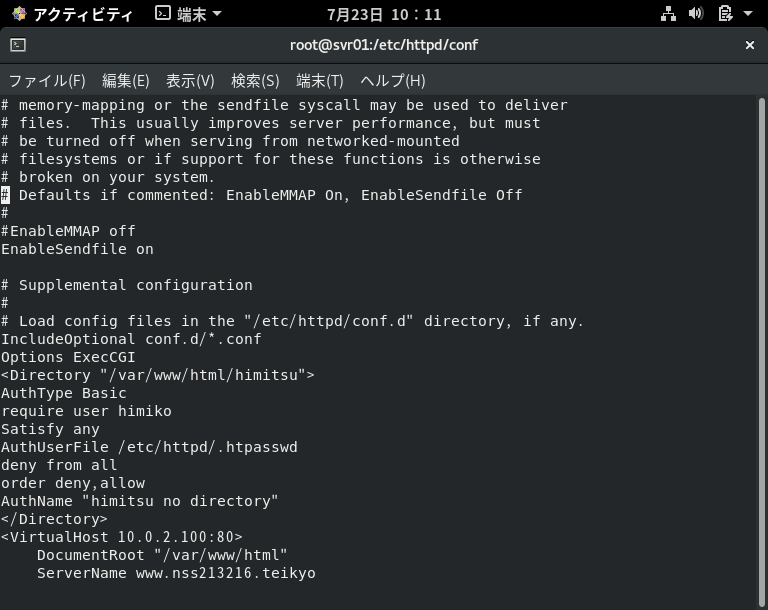 アクティビティ 端末 7月23日 10：11
root@svr01:/etc/httpd/conf ×
ファイル(F) 編集(E) 表示(V) 検索(S) 端末(T) ヘルプ(H)
# memory-mapping or the sendfile syscall may be used to deliver
# files.  This usually improves server performance, but must
# be turned off when serving from networked-mounted
# filesystems or if support for these functions is otherwise
# broken on your system.
# Defaults if commented: EnableMMAP On, EnableSendfile Off
#
#EnableMMAP off
EnableSendfile on
# Supplemental configuration
#
# Load config files in the "/etc/httpd/conf.d" directory, if any.
IncludeOptional conf.d/*.conf
Options ExecCGI
<Directory "/var/www/html/himitsu">
AuthType Basic
require user himiko
Satisfy any
AuthUserFile /etc/httpd/.htpasswd
deny from all
order deny,allow
AuthName "himitsu no directory"
</Directory>
<VirtualHost 10.0.2.100:80>
    DocumentRoot "/var/www/html"
    ServerName www.nss213216.teikyo